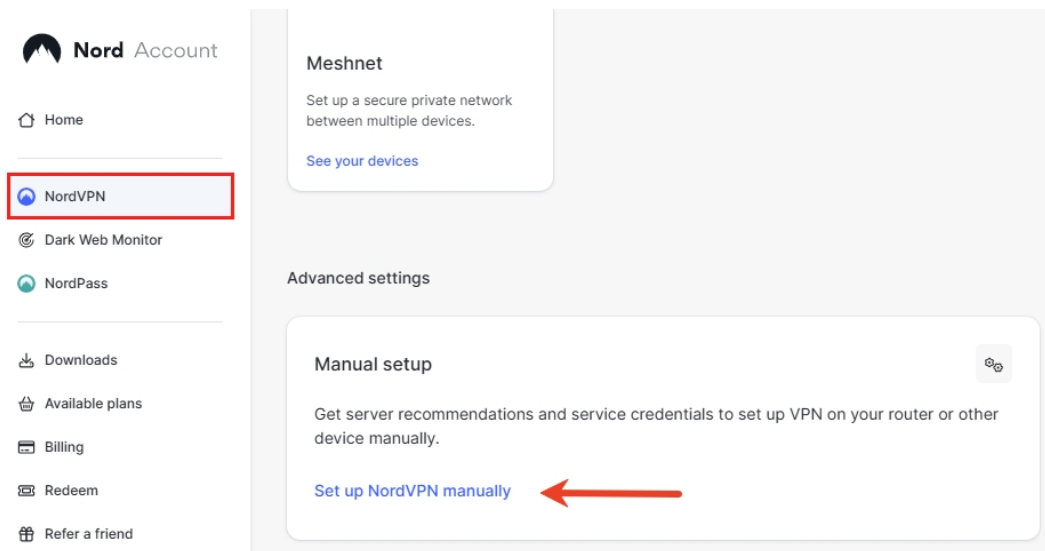 Nord Account
Home
NordVPN
Dark Web Monitor
NordPass
Downloads
Available plans
Billing
Redeem
Refer a friend
Meshnet
Set up a secure private network
between multiple devices.
See your devices
Advanced settings
Manual setup
Get server recommendations and service credentials to set up VPN on your router or other
device manually.
Set up NordVPN manually